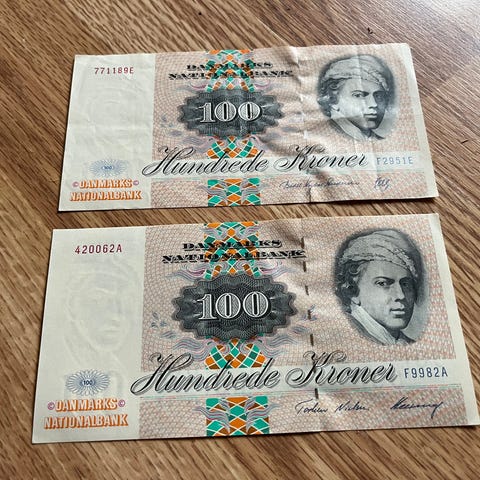 771189E
DANMARKS
NATIONALBANK
100
Hundrede Kroner
F2951E
100
©DANMARKS©
NATIONALBANK
420062A
DANMARKS
NATIONALBANK
100
Hundrede Kroner
F9982A
100
©DANMARKS©
NATIONALBANK